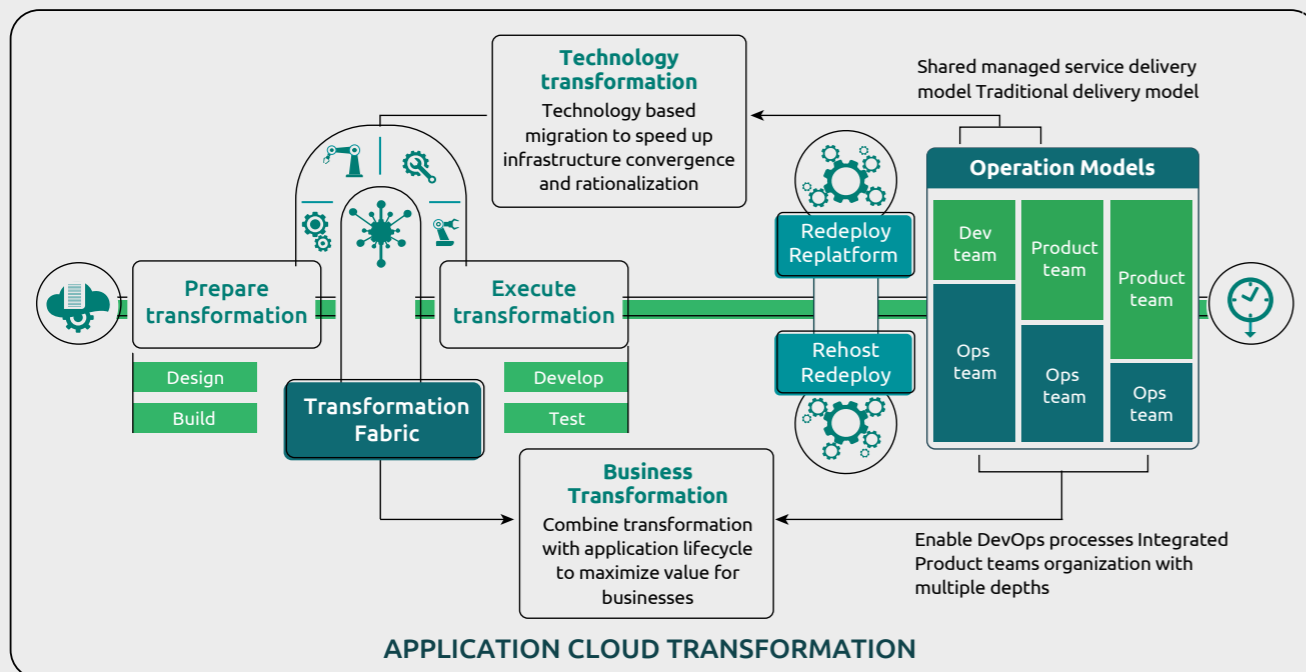 Technology
transformation
Technology based
migration to speed up
infrastructure convergence
and rationalization
Shared managed service delivery
model Traditional delivery model
Prepare
transformation
Design
Build
Transformation
Fabric
Execute
transformation
Develop
Test
Redeploy
Replatform
Rehost
Redeploy
Operation Models
Dev
team
Ops
team
Product
team
Ops
team
Product
team
Ops
team
Business
Transformation
Combine transformation
with application lifecycle
to maximize value for
businesses
Enable DevOps processes Integrated
Product teams organization with
multiple depths
APPLICATION CLOUD TRANSFORMATION